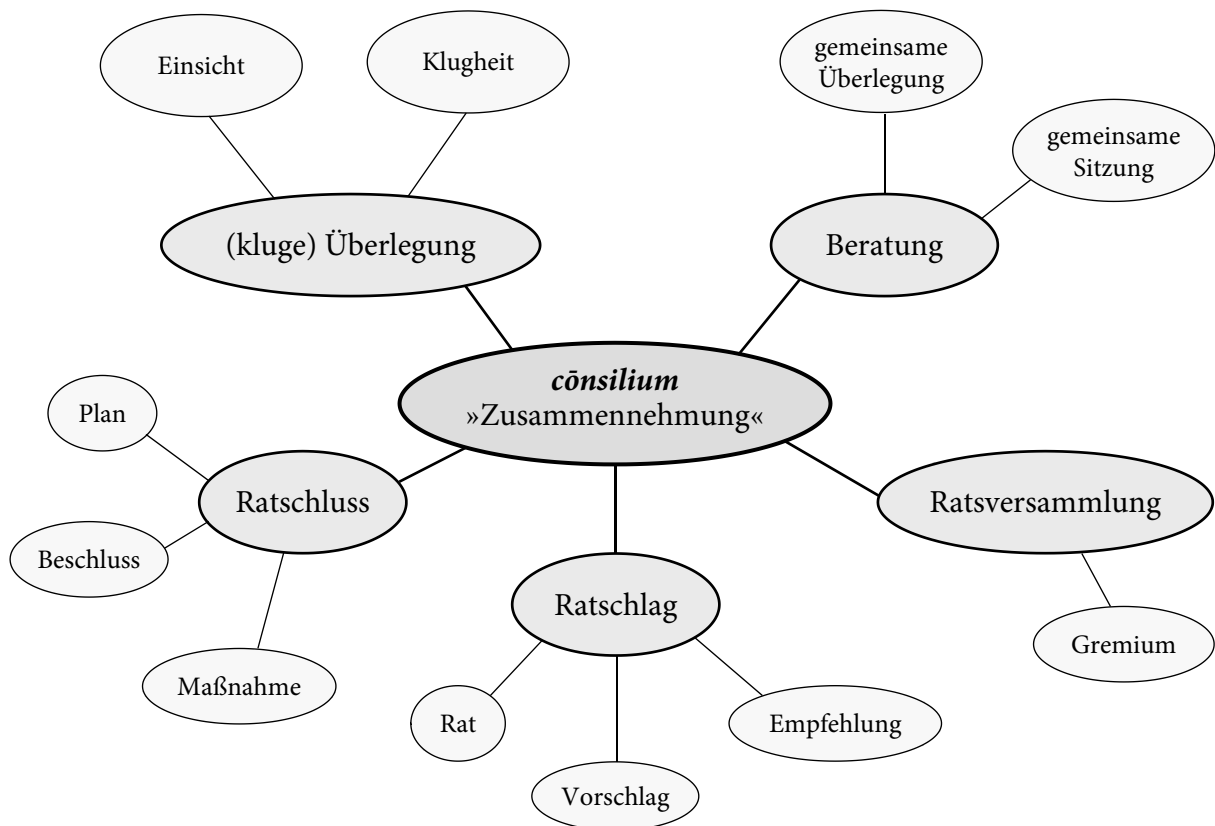 Einsicht
Klugheit
gemeinsame
Überlegung
gemeinsame
Sitzung
(kluge) Überlegung
Beratung
cōnsilium
»Zusammennehmung«
Plan
Ratschluss
Ratsversammlung
Beschluss
Ratschlag
Gremium
Maßnahme
Rat
Empfehlung
Vorschlag